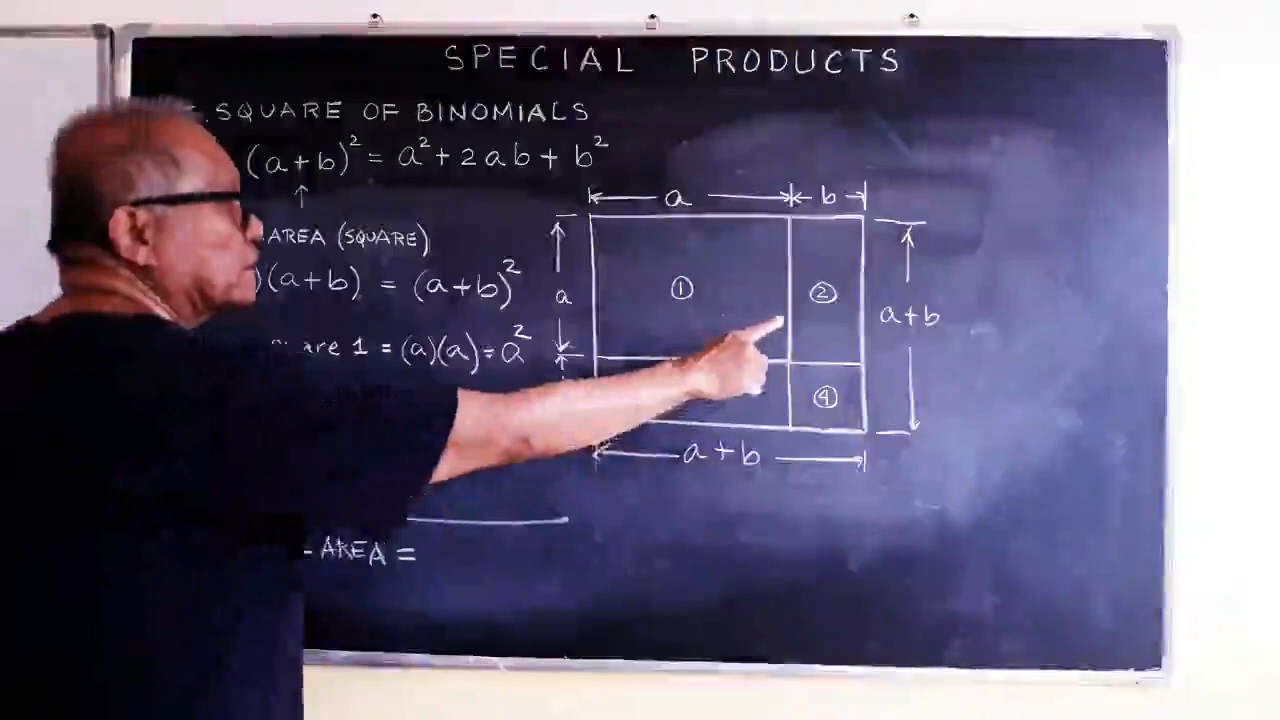 SPECIAL PRODUCTS
SQUARE OF BINOMIALS
(a+b)² = a² + 2ab + b²
↑
AREA (SQUARE)
)(a+b) = (a+b)²
are 1 = (a)(a) = a²
- AREA =
a b
a ① ② a+b
④
a+b